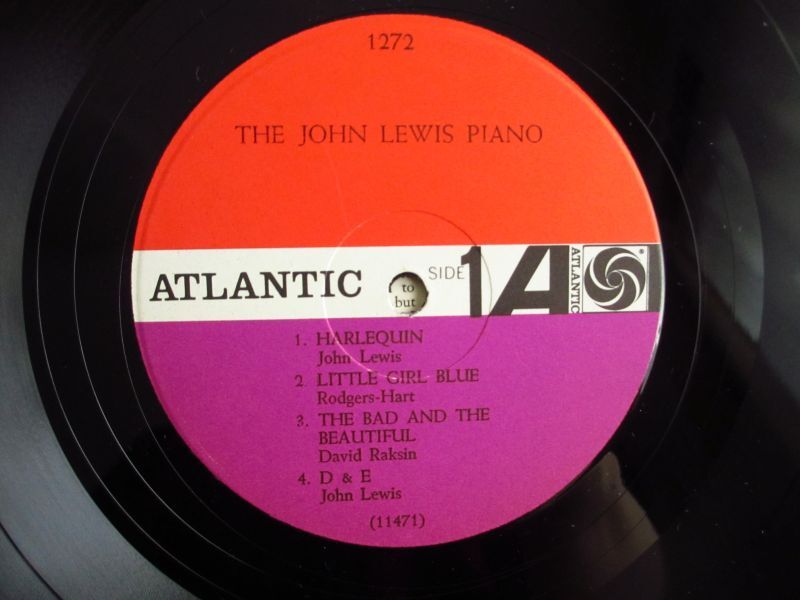 1272
THE JOHN LEWIS PIANO
ATLANTIC
SIDE 1 A
ATLANTIC
®
to
but
1. HARLEQUIN
John Lewis
2. LITTLE GIRL BLUE
Rodgers-Hart
3. THE BAD AND THE
BEAUTIFUL
David Raksin
4. D & E
John Lewis
(11471)